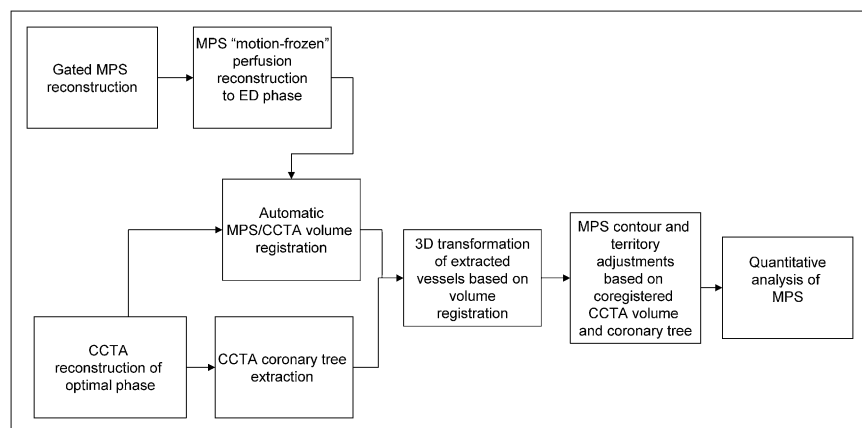 Gated MPS
reconstruction
MPS “motion-frozen”
perfusion
reconstruction
to ED phase
Automatic
MPS/CCTA volume
registration
3D transformation
of extracted
vessels based on
volume
registration
MPS contour and
territory
adjustments
based on
coregistered
CCTA volume
and coronary tree
Quantitative
analysis of
MPS
CCTA
reconstruction of
optimal phase
CCTA coronary tree
extraction